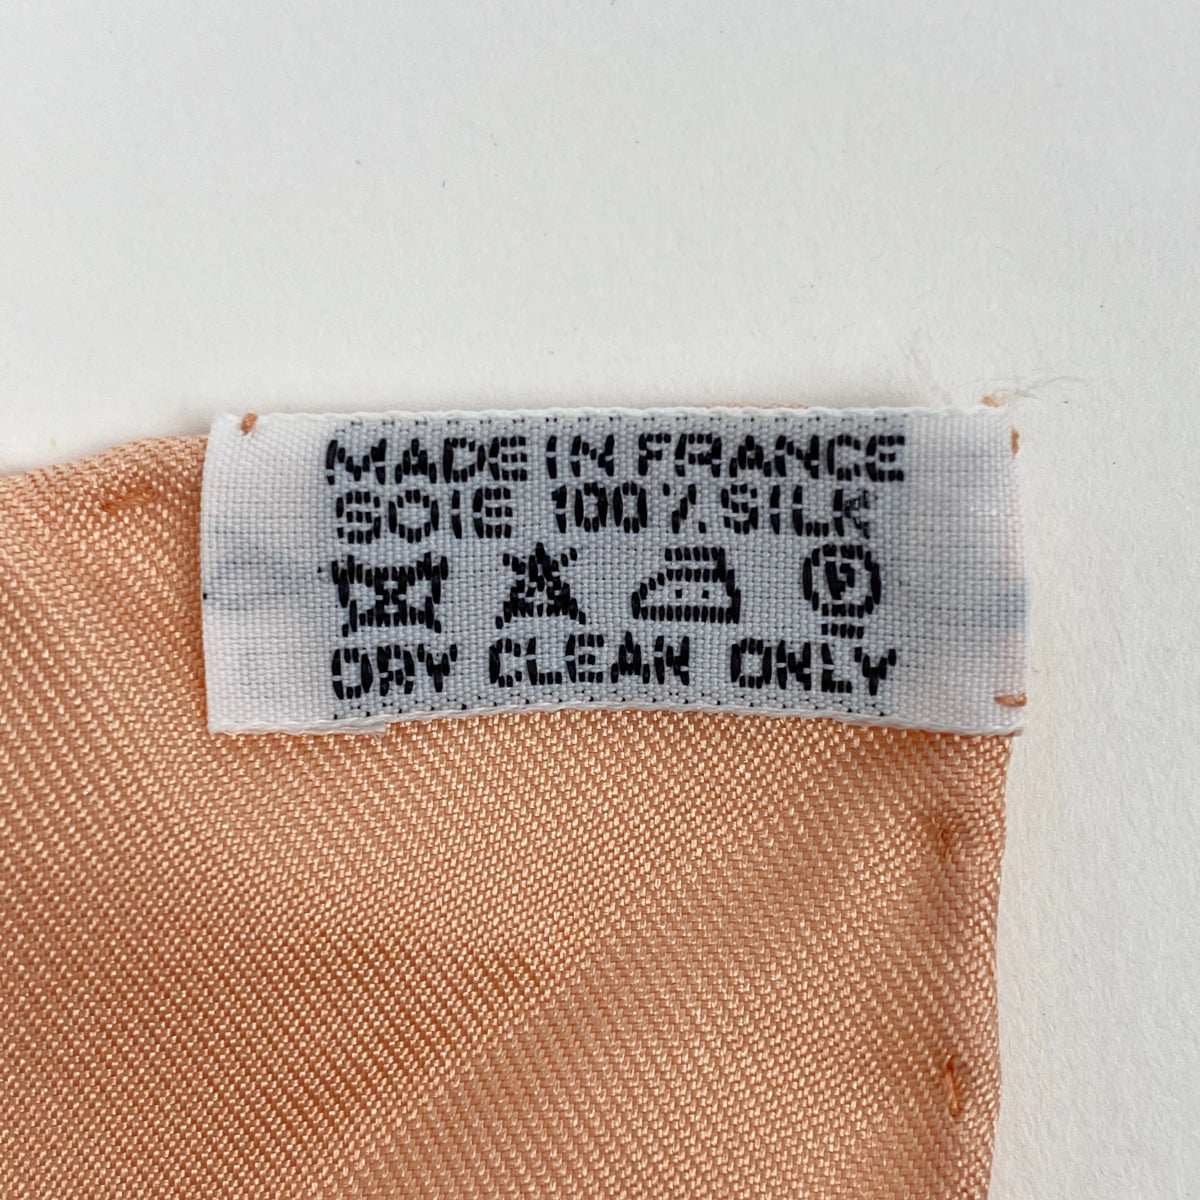 MADE IN FRANCE
SOIE 100% SILK
P
DRY CLEAN ONLY